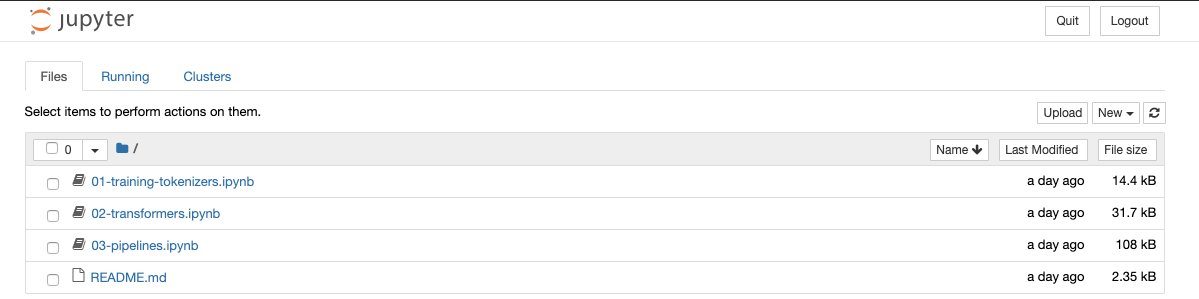 jupyter Quit Logout
Files Running Clusters
Select items to perform actions on them. Upload New
0 / Name Last Modified File size
01-training-tokenizers.ipynb a day ago 14.4 kB
02-transformers.ipynb a day ago 31.7 kB
03-pipelines.ipynb a day ago 108 kB
README.md a day ago 2.35 kB